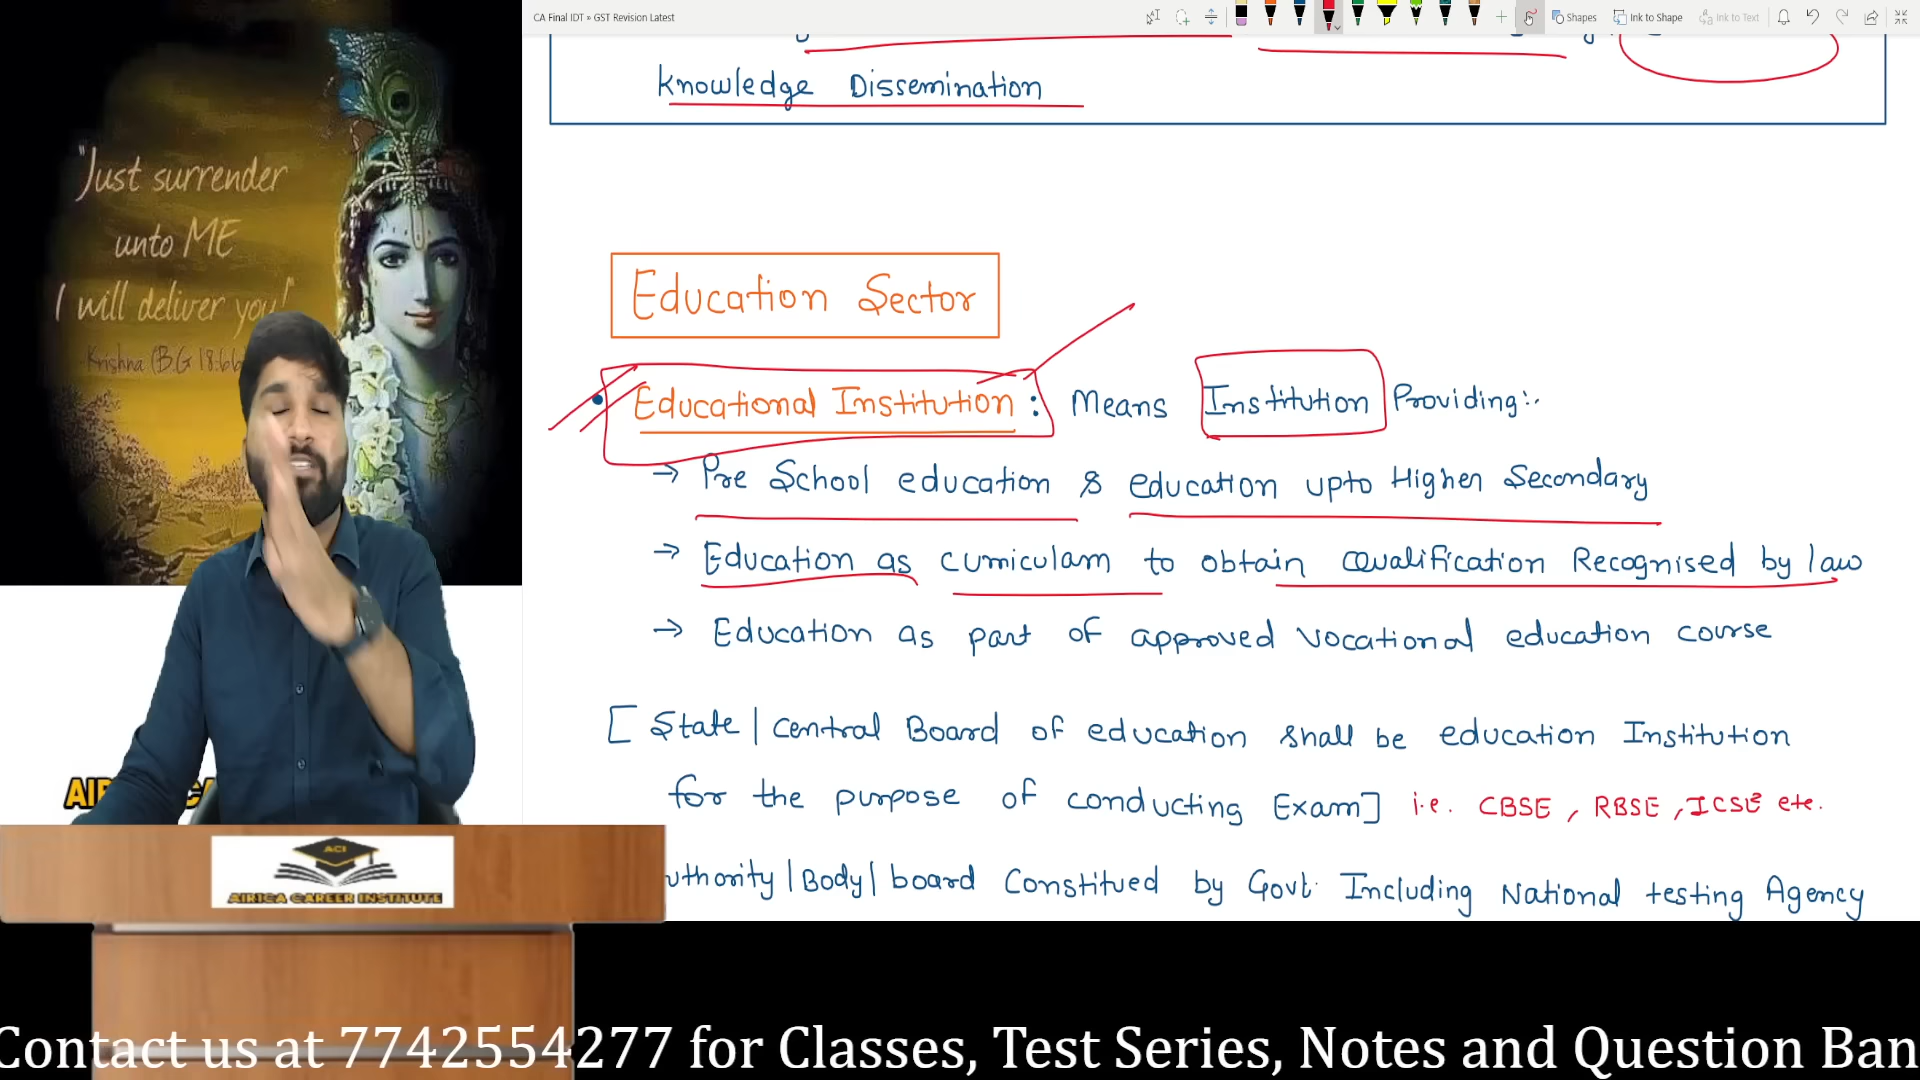 CA Final IDT » GST Revision Latest
Shapes
Ink to Shape
Ink to Text
Knowledge Dissemination
"Just surrender
unto ME
I will deliver you!"
Krishna (B.G 18:66)
Education Sector
• Educational Institution : Means Institution Providing:-
→ Pre School education & education upto Higher Secondary
→ Education as curriculam to obtain Qualification Recognised by law
→ Education as part of approved vocational education course
[ State | Central Board of education shall be education Institution
for the purpose of conducting Exam] i.e. CBSE , RBSE , ICSE etc.
uthority | Body | board Constitued by Govt. Including National testing Agency
ACI
AIRICA CAREER INSTITUTE
Contact us at 7742554277 for Classes, Test Series, Notes and Question Ban